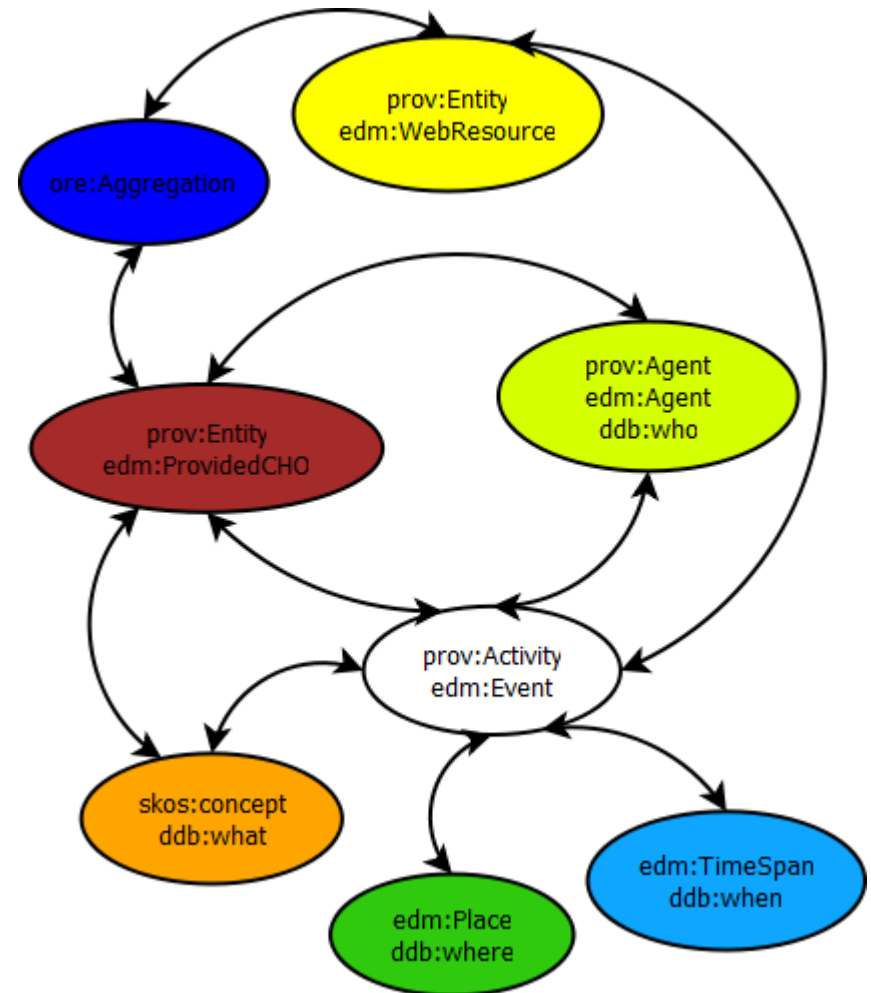 prov:Entity
edm:WebResource
ore:Aggregation
prov:Agent
edm:Agent
ddb:who
prov:Entity
edm:ProvidedCHO
prov:Activity
edm:Event
skos:concept
ddb:what
edm:TimeSpan
ddb:when
edm:Place
ddb:where